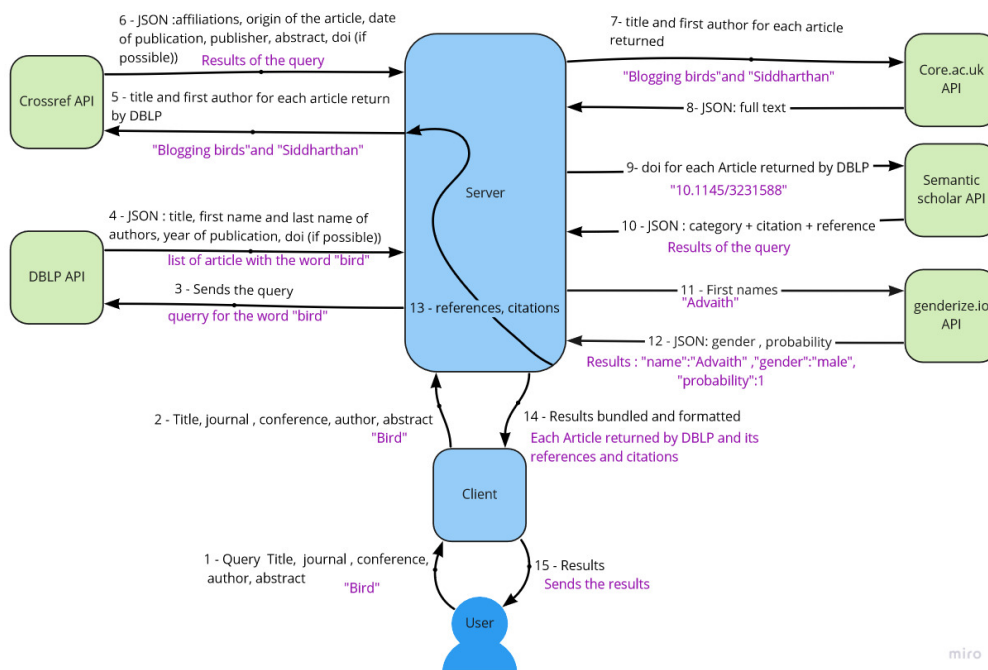 6 - JSON :affiliations, origin of the article, date
of publication, publisher, abstract, doi (if
possible))
Results of the query
Crossref API
5 - title and first author for each article return
by DBLP
"Blogging birds"and "Siddharthan"
4 - JSON : title, first name and last name of
authors, year of publication, doi (if possible))
list of article with the word "bird"
DBLP API
3 - Sends the query
querry for the word "bird"
Server
13 - references, citations
7- title and first author for each article
returned
"Blogging birds"and "Siddharthan"
Core.ac.uk
API
8- JSON: full text
9- doi for each Article returned by DBLP
"10.1145/3231588"
Semantic
scholar API
10 - JSON : category + citation + reference
Results of the query
11 - First names
"Advaith"
genderize.io
API
12 - JSON: gender , probability
Results : "name":"Advaith" ,"gender":"male",
"probability":1
2 - Title, journal , conference, author, abstract
"Bird"
14 - Results bundled and formatted
Each Article returned by DBLP and its
references and citations
Client
1 - Query  Title,  journal , conference,
author, abstract
"Bird"
15 - Results
Sends the results
User
miro